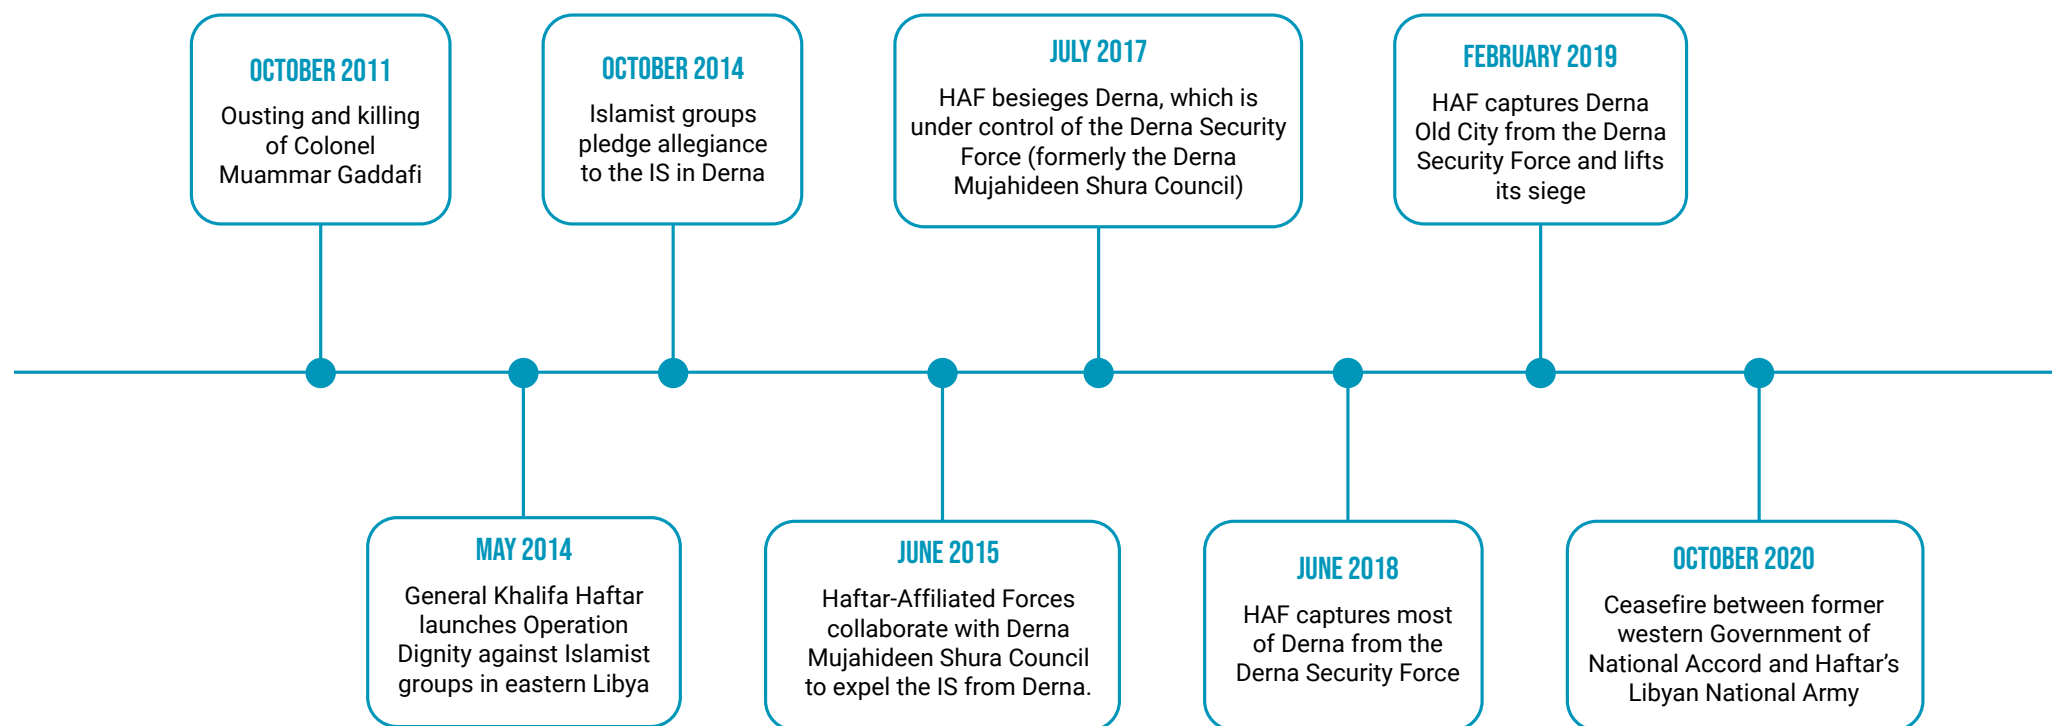 OCTOBER 2011
Ousting and killing
of Colonel
Muammar Gaddafi
MAY 2014
General Khalifa Haftar
launches Operation
Dignity against Islamist
groups in eastern Libya
OCTOBER 2014
Islamist groups
pledge allegiance
to the IS in Derna
JUNE 2015
Haftar-Affiliated Forces
collaborate with Derna
Mujahideen Shura Council
to expel the IS from Derna.
JULY 2017
HAF besieges Derna, which is
under control of the Derna Security
Force (formerly the Derna
Mujahideen Shura Council)
JUNE 2018
HAF captures most
of Derna from the
Derna Security Force
FEBRUARY 2019
HAF captures Derna
Old City from the Derna
Security Force and lifts
its siege
OCTOBER 2020
Ceasefire between former
western Government of
National Accord and Haftar's
Libyan National Army